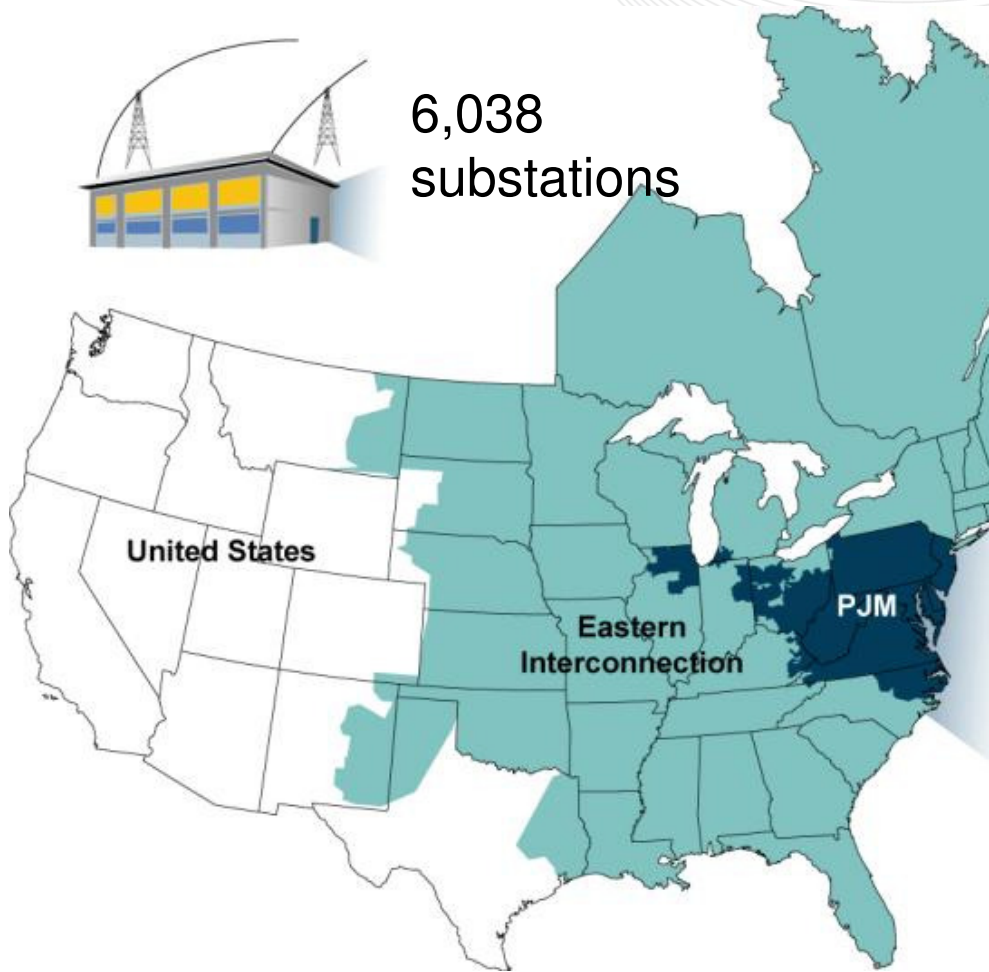 6,038
substations
United States
PJM
Eastern
Interconnection